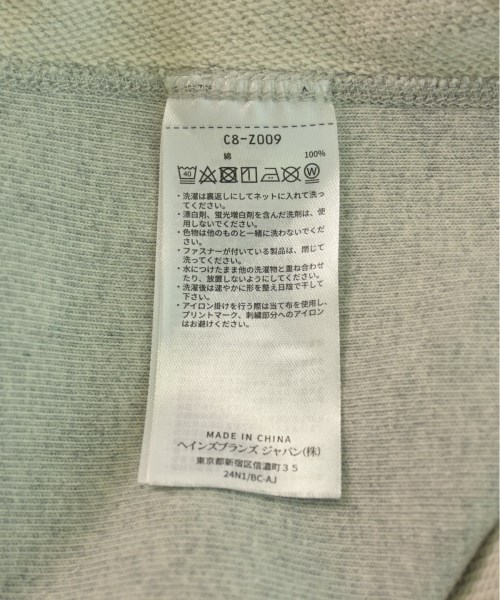 C8-Z009
綿 100%
40
・洗濯は裏返しにしてネットに入れて洗っ
てください。
・漂白剤、蛍光増白剤を含んだ洗剤は、使
用しないでください。
・色物は他のものと一緒に洗わないでくだ
さい。
・ファスナーが付いている製品は、閉じて
洗ってください。
・水につけたまま他の洗濯物と重ね合わせ
たり、放置しないようにしてください。
・洗濯後は速やかに形を整え日陰で干して
下さい。
・アイロン掛けを行う際は当て布を使用し、
プリントマーク、刺繍部分へのアイロン
はお避けください。
MADE IN CHINA
ヘインズブランズ ジャパン(株)
東京都新宿区信濃町35
24N1/BC-AJ